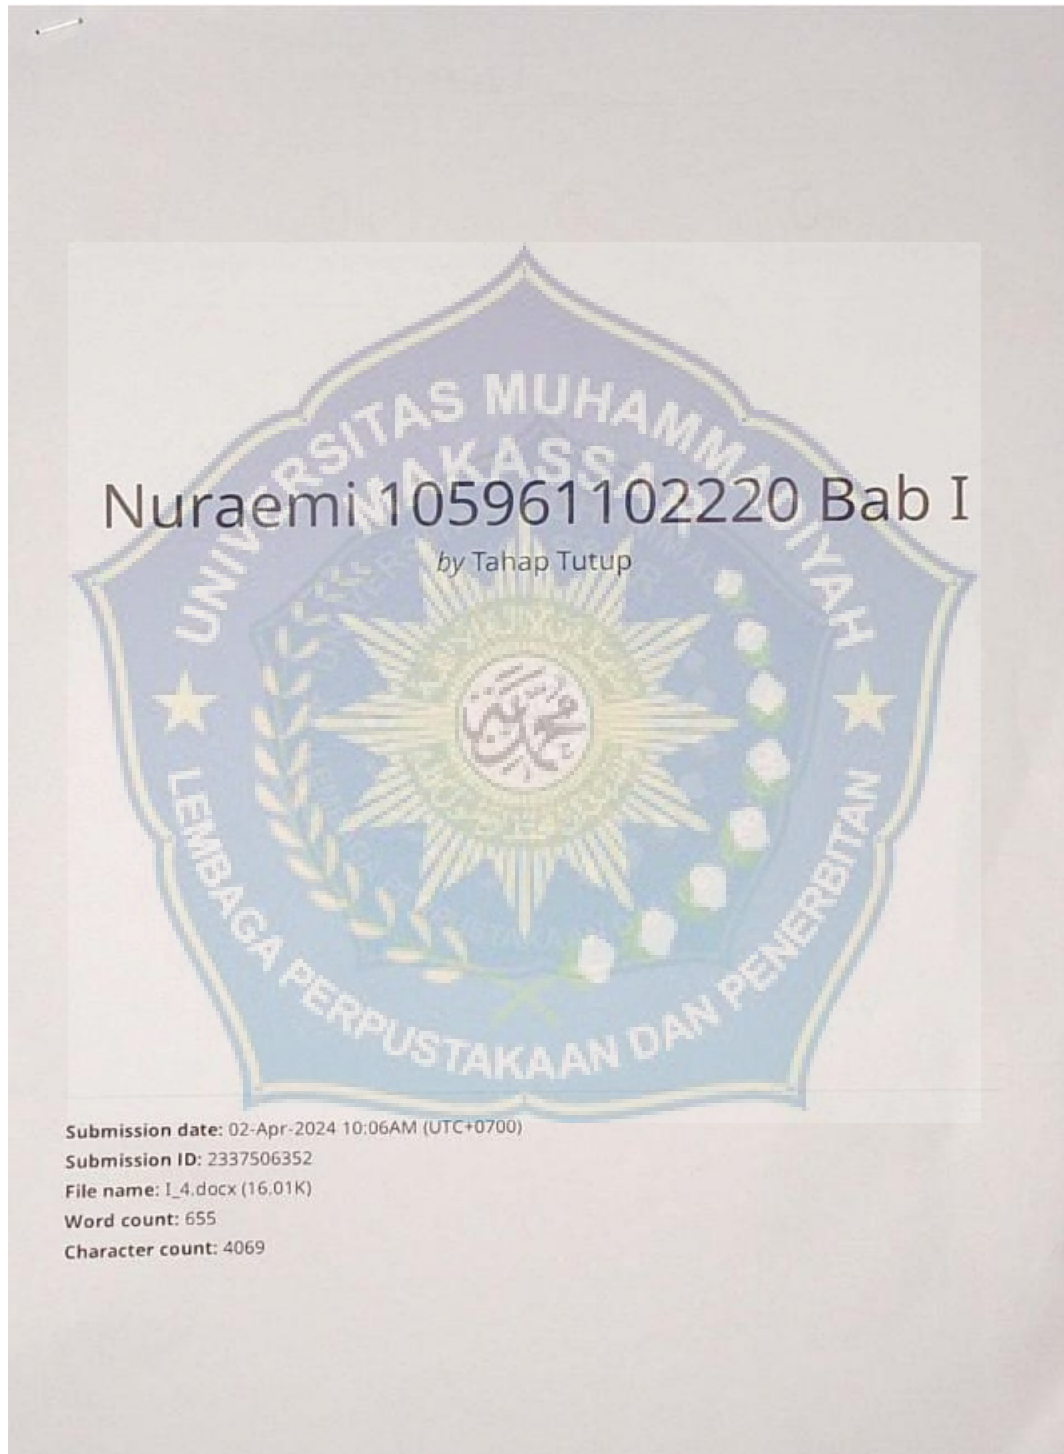 UNIVERSITAS MUHAMMADIYAH
MAKASSAR
Nuraemi 105961102220 Bab I
by Tahap Tutup
LEMBAGA PERPUSTAKAAN DAN PENERBITAN
Submission date: 02-Apr-2024 10:06AM (UTC+0700)
Submission ID: 2337506352
File name: I_4.docx (16.01K)
Word count: 655
Character count: 4069